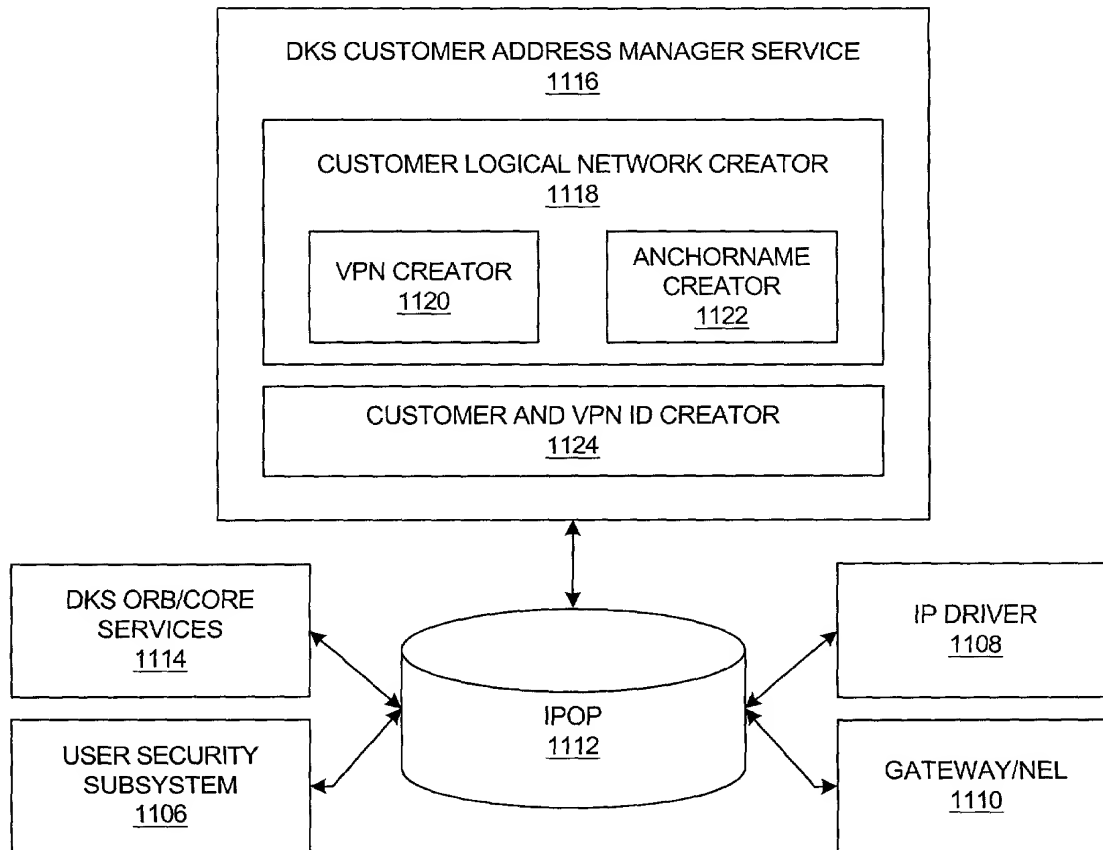 DKS CUSTOMER ADDRESS MANAGER SERVICE
1116
CUSTOMER LOGICAL NETWORK CREATOR
1118
VPN CREATOR
1120
ANCHORNAME
CREATOR
1122
CUSTOMER AND VPN ID CREATOR
1124
DKS ORB/CORE
SERVICES
1114
USER SECURITY
SUBSYSTEM
1106
IPOP
1112
IP DRIVER
1108
GATEWAY/NEL
1110